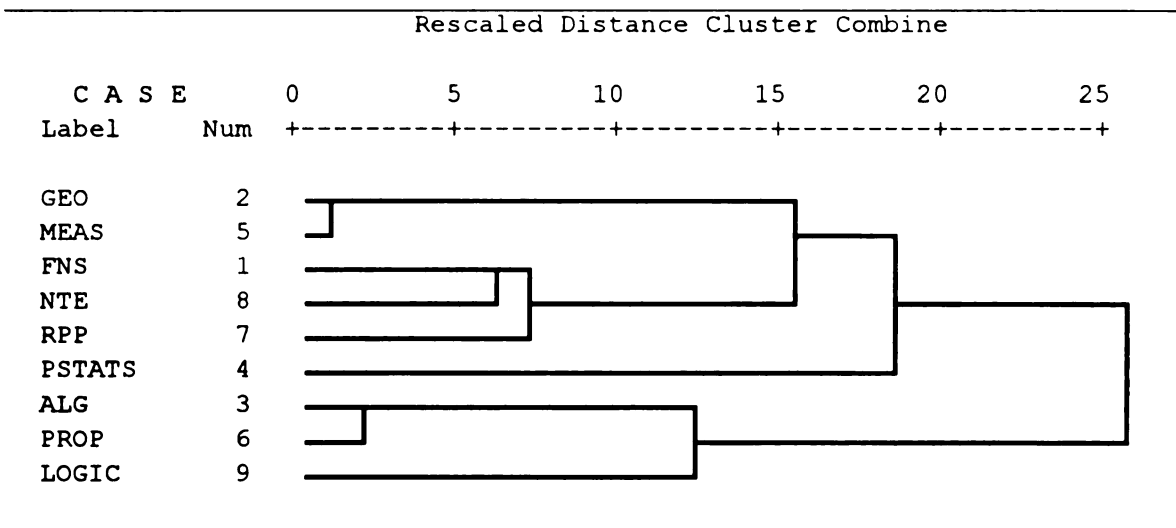 Rescaled Distance Cluster Combine
C A S E 0 5 10 15 20 25
Label Num +---------+---------+---------+---------+---------+
GEO 2
MEAS 5
FNS 1
NTE 8
RPP 7
PSTATS 4
ALG 3
PROP 6
LOGIC 9